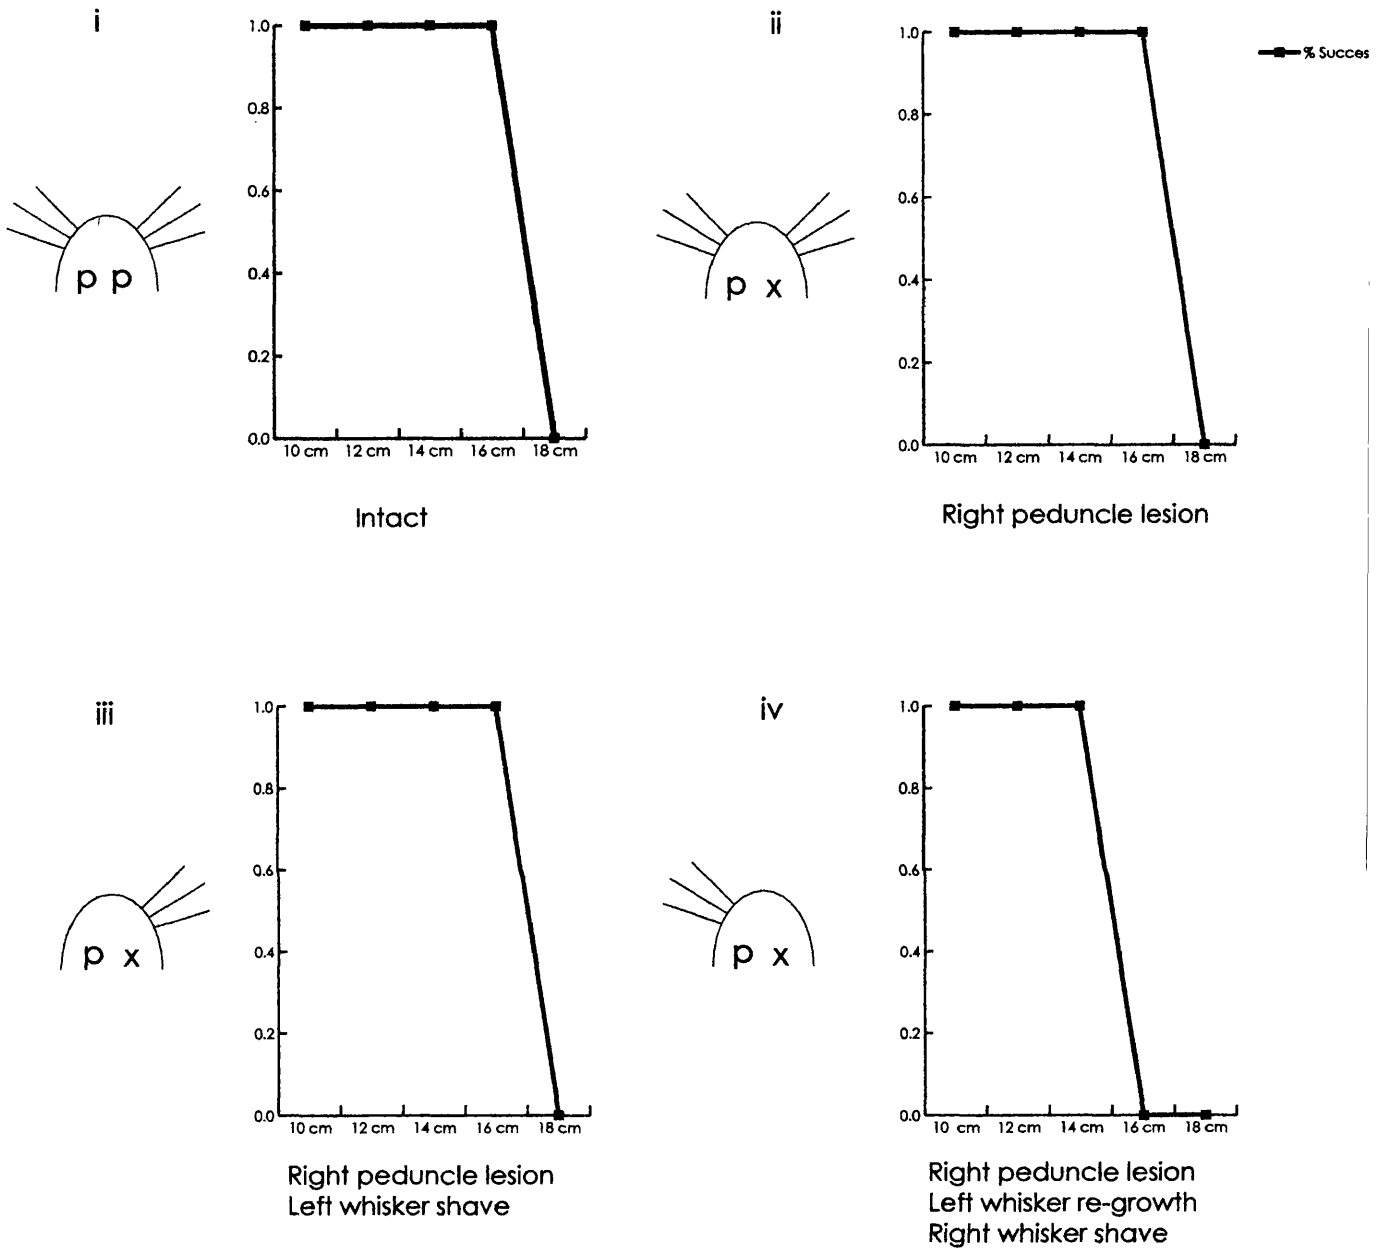 i
1.0
0.8
0.6
0.4
0.2
0.0
10 cm 12 cm 14 cm 16 cm 18 cm
p p
Intact
ii
% Succes
1.0
0.8
0.6
0.4
0.2
0.0
10 cm 12 cm 14 cm 16 cm 18 cm
p x
Right peduncle lesion
iii
1.0
0.8
0.6
0.4
0.2
0.0
10 cm 12 cm 14 cm 16 cm 18 cm
p x
Right peduncle lesion
Left whisker shave
iv
1.0
0.8
0.6
0.4
0.2
0.0
10 cm 12 cm 14 cm 16 cm 18 cm
p x
Right peduncle lesion
Left whisker re-growth
Right whisker shave